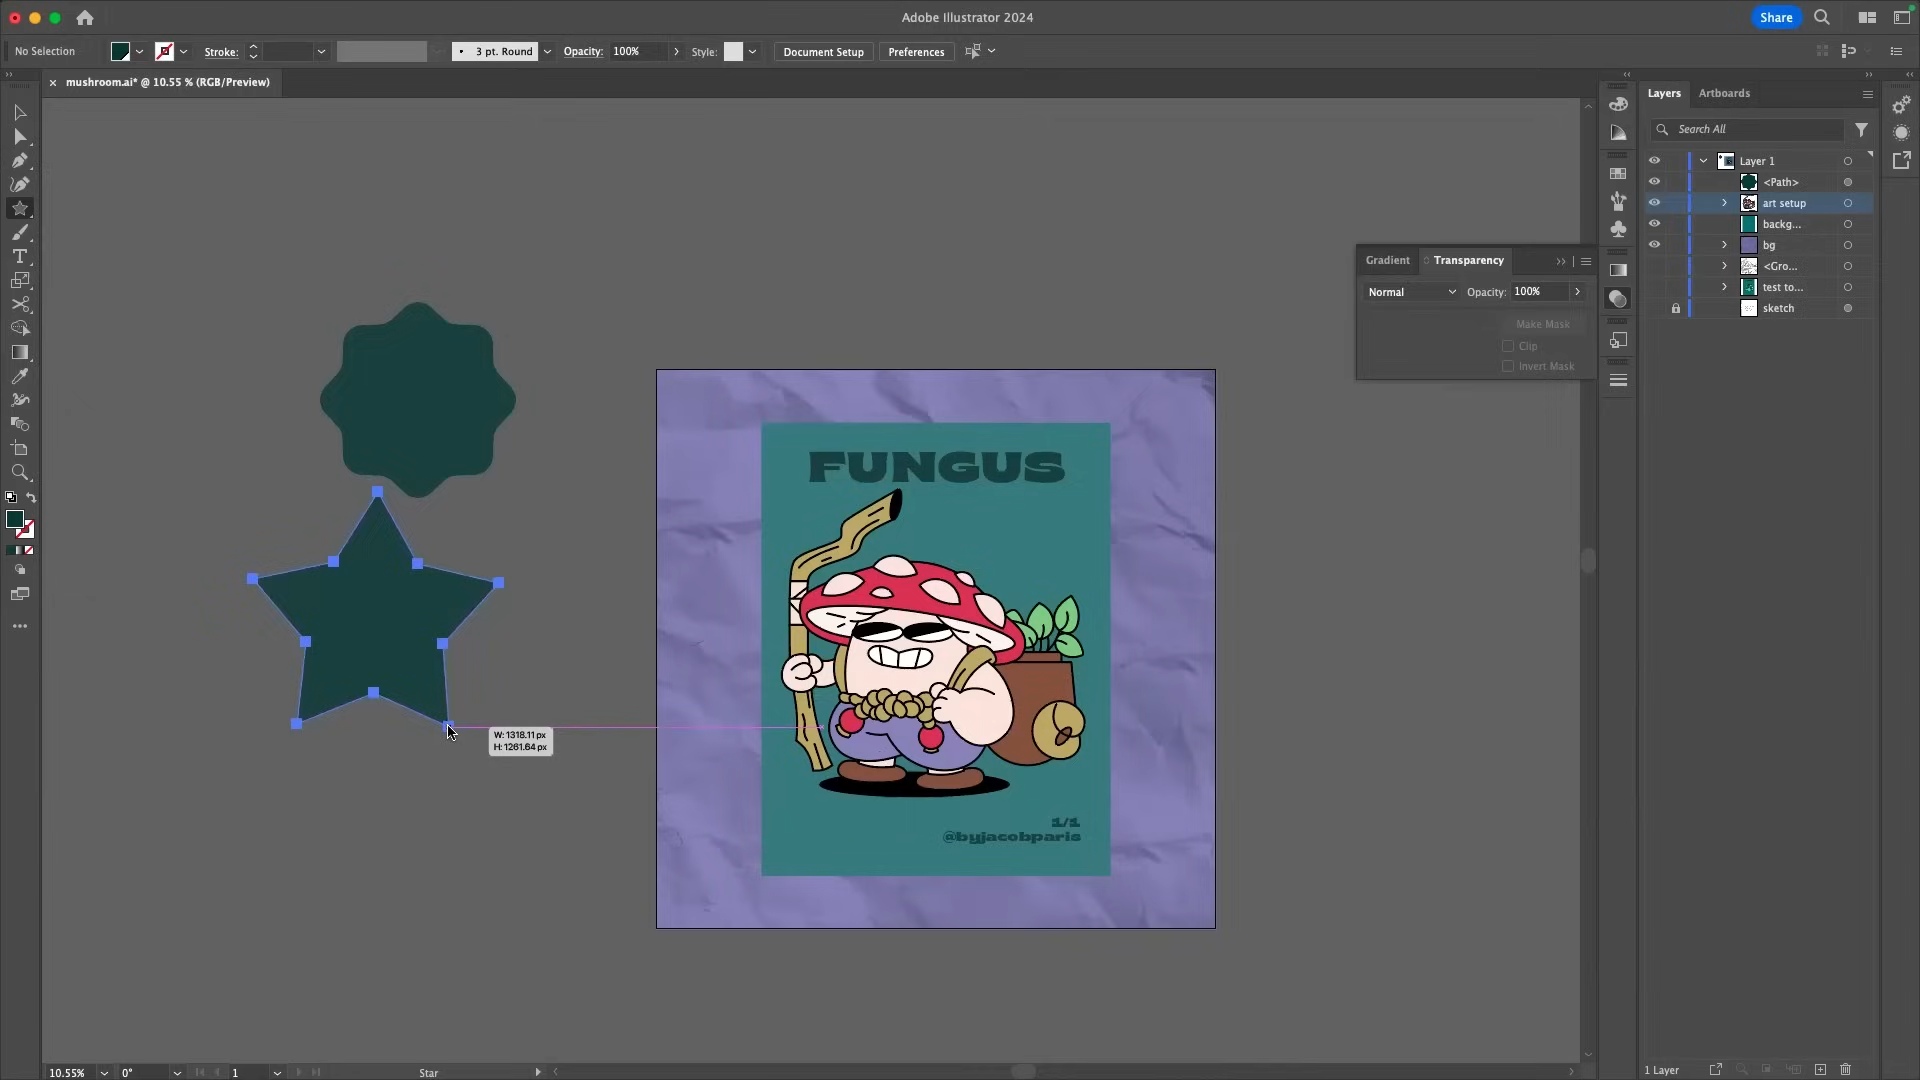 Adobe Illustrator 2024
Share
No Selection
Stroke:
3 pt. Round
Opacity:
100%
Style:
Document Setup
Preferences
mushroom.ai* @ 10.55 % (RGB/Preview)
Layers
Artboards
Search All
Layer 1
<Path>
art setup
backg...
bg
<Gro...
test to...
sketch
Gradient
Transparency
Normal
Opacity:
100%
Make Mask
Clip
Invert Mask
FUNGUS
W: 1318.11 px
H: 1261.64 px
1/1
@byjacobparis
10.55%
0°
1
Star
1 Layer